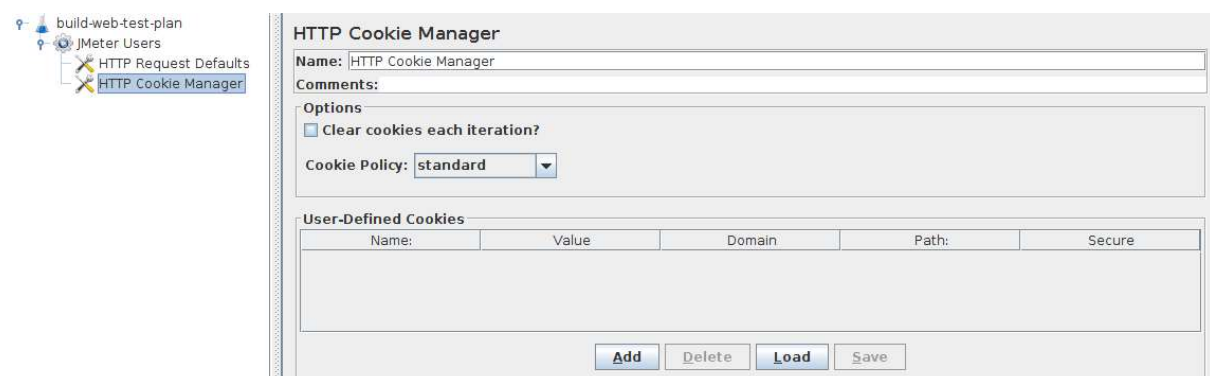 build-web-test-plan
JMeter Users
HTTP Request Defaults
HTTP Cookie Manager
HTTP Cookie Manager
Name: HTTP Cookie Manager
Comments:
Options
Clear cookies each iteration?
Cookie Policy: standard
User-Defined Cookies
Name: Value Domain Path: Secure
Add Delete Load Save